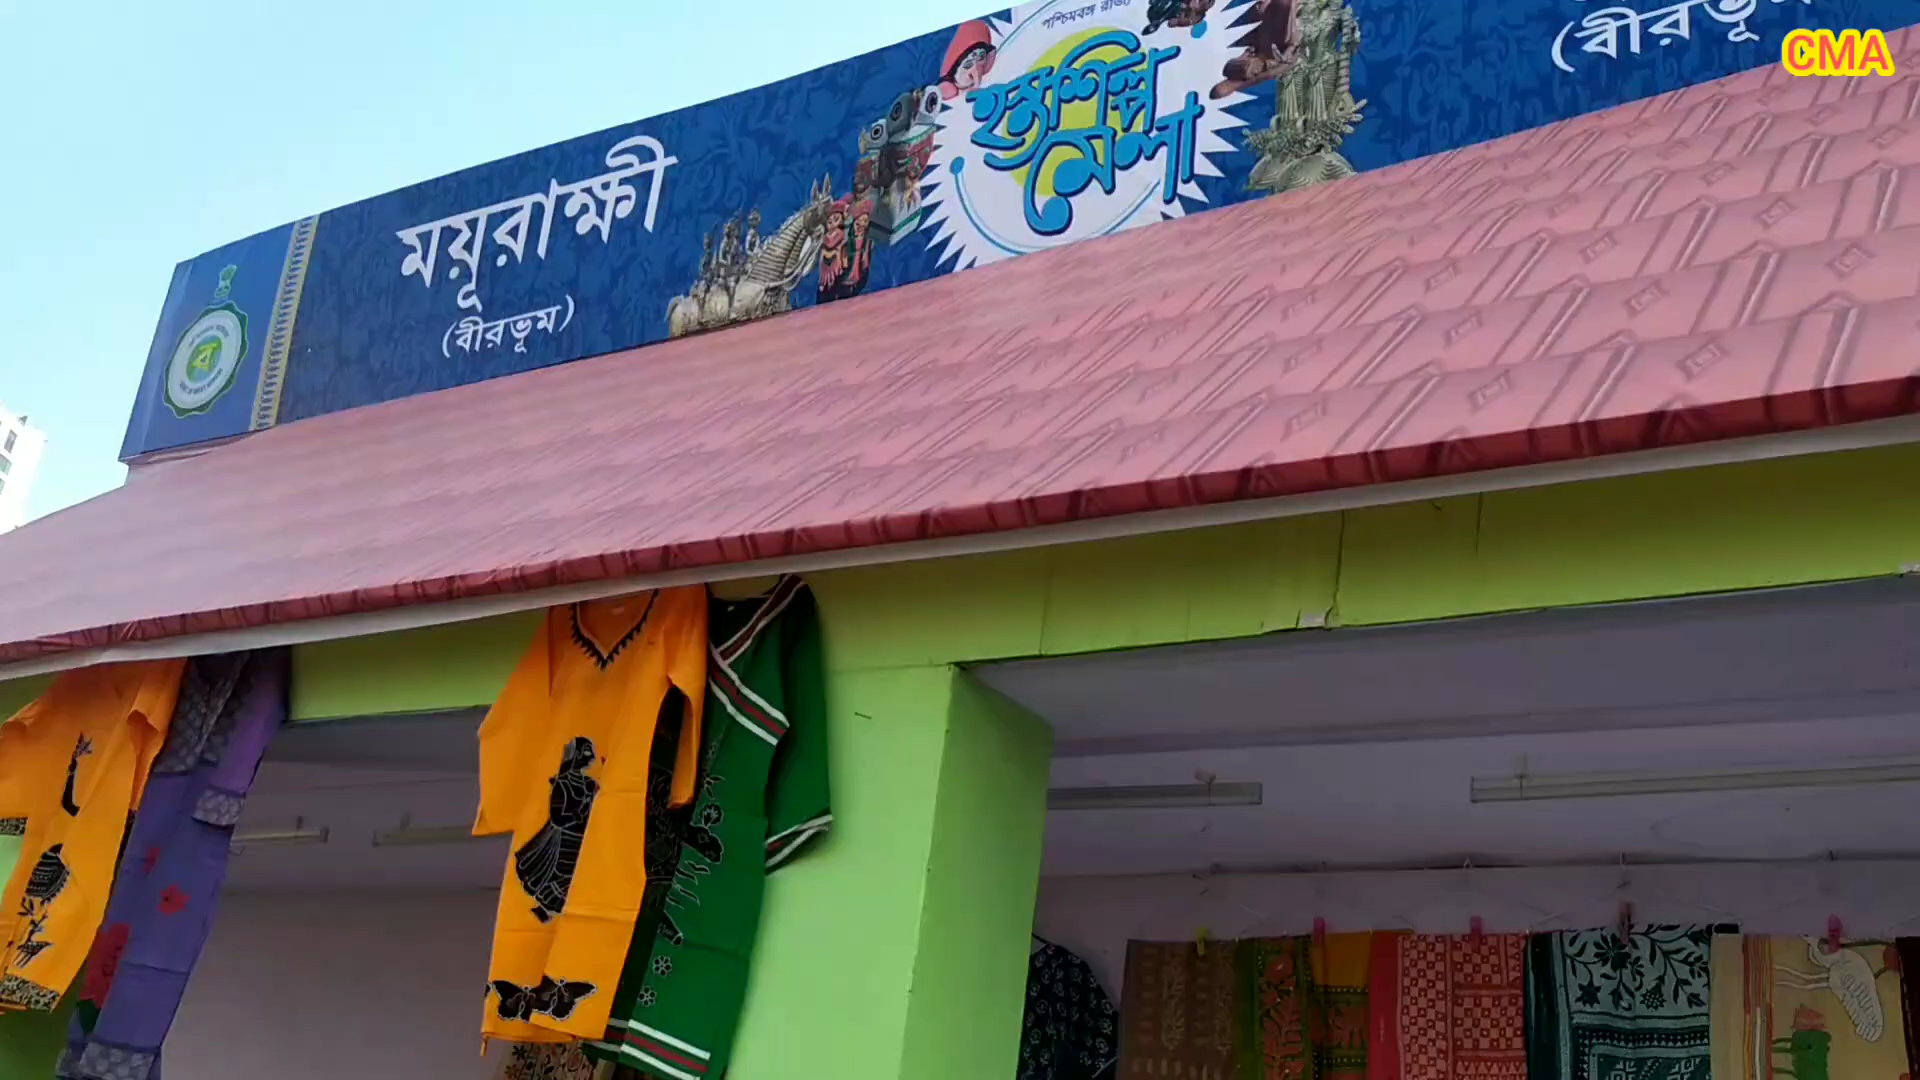 ময়ূরাক্ষী
(বীরভূম)
পশ্চিমবঙ্গ রাজ্য
হস্তশিল্প
মেলা
(বীরভূম
CMA